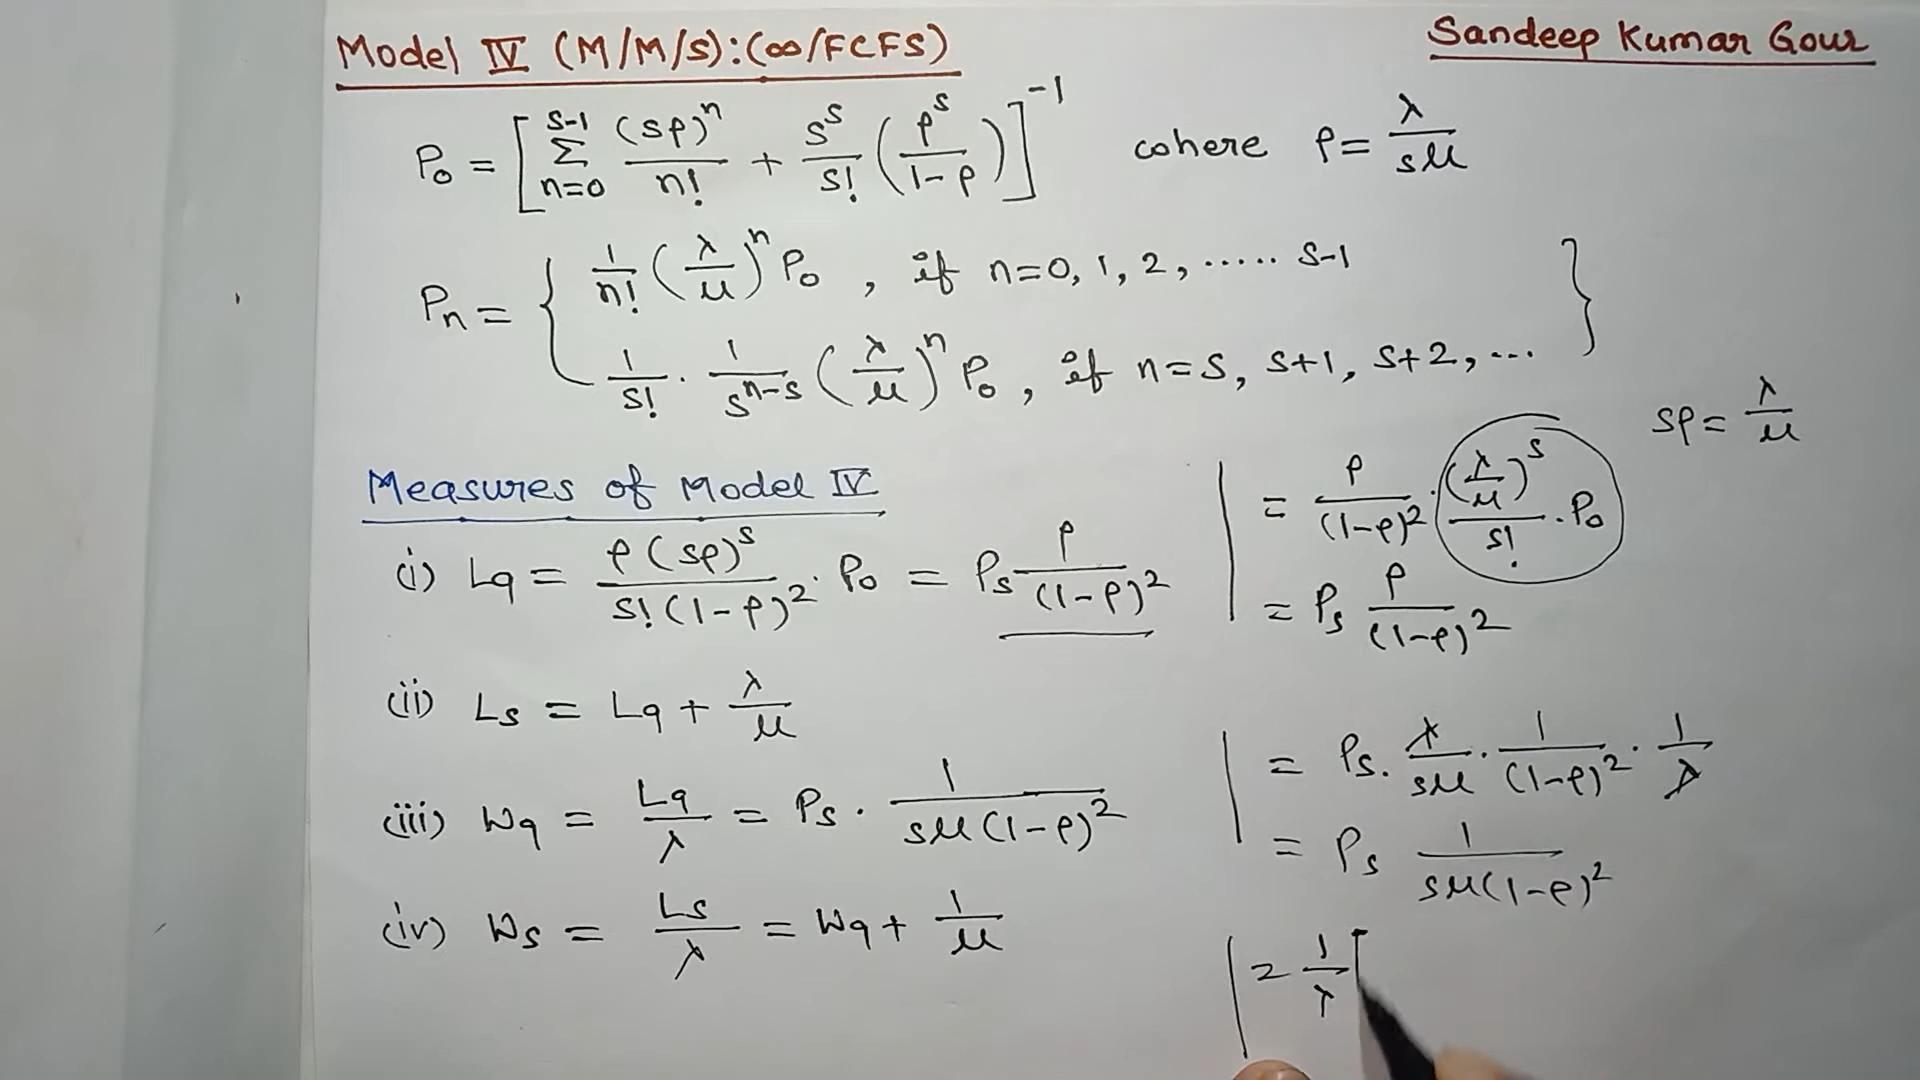 Model IV (M/M/S):(∞/FCFS)
Sandeep Kumar Gour
P₀ = [ Σ_{n=0}^{S-1} (sρ)ⁿ/n! + s^s/s! (ρ^s/(1-ρ)) ]⁻¹ where ρ = λ/sμ
Pₙ = { 1/n! (λ/μ)ⁿ P₀, if n=0, 1, 2, ..... s-1
1/s! · 1/s^{n-s} (λ/μ)ⁿ P₀, if n=s, s+1, s+2, ... }
sρ = λ/μ
Measures of Model IV
(i) Lq = ρ(sρ)^s / s!(1-ρ)² · P₀ = Ps ρ/(1-ρ)²
= ρ/(1-ρ)² · (λ/μ)^s/s! · P₀
= Ps ρ/(1-ρ)²
(ii) Ls = Lq + λ/μ
(iii) Wq = Lq/λ = Ps · 1/sμ(1-ρ)²
= Ps · λ/sμ · 1/(1-ρ)² · 1/λ
= Ps 1/sμ(1-ρ)²
(iv) Ws = Ls/λ = Wq + 1/μ
= 1/λ [